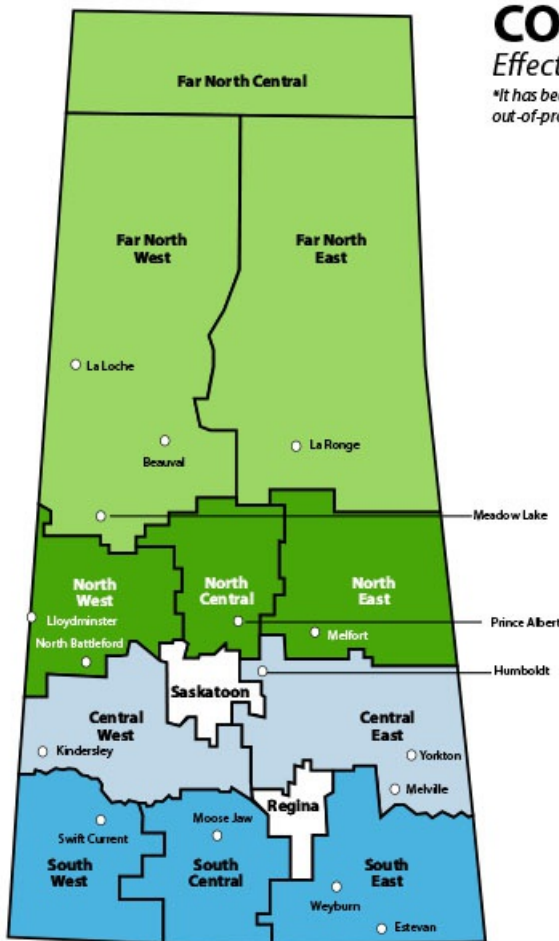 CO
Effect
*It has bee
out-of-pro
Far North Central
Far North
West
Far North
East
La Loche
Beauval
La Ronge
Meadow Lake
North
West
North
Central
North
East
Lloydminster
Prince Albert
North Battleford
Melfort
Humboldt
Saskatoon
Central
West
Central
East
Kindersley
Yorkton
Melville
Regina
Swift Current
Moose Jaw
South
West
South
Central
South
East
Weyburn
Estevan